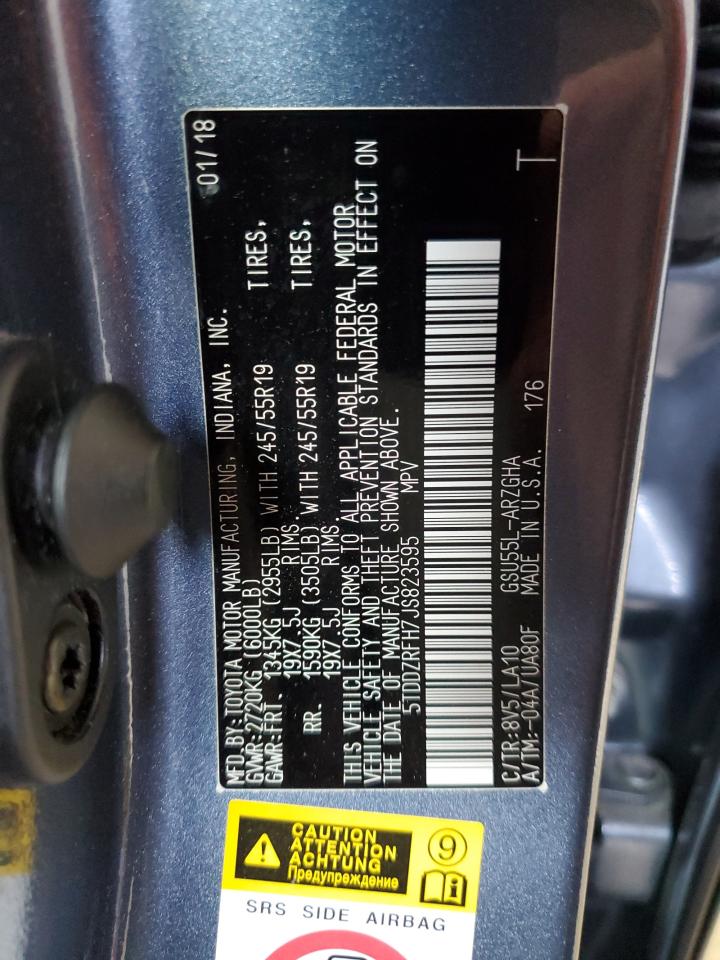 MFD BY: TOYOTA MOTOR MANUFACTURING, INDIANA, INC. 01/18
GVWR: 2720KG (6000LB)
GAWR: FRT. 1345KG (2955LB) WITH 245/55R19 TIRES,
19X7.5J RIMS.
RR. 1590KG (3505LB) WITH 245/55R19 TIRES,
19X7.5J RIMS.
THIS VEHICLE CONFORMS TO ALL APPLICABLE FEDERAL MOTOR
VEHICLE SAFETY AND THEFT PREVENTION STANDARDS IN EFFECT ON
THE DATE OF MANUFACTURE SHOWN ABOVE.
5TDDZRFH7JS823595 MPV
C/TR:8V5/LA10 GSU55L-ARZGHA
A/TM:-04A/UA80F MADE IN U.S.A. 176 T
CAUTION
ATTENTION
ACHTUNG
Предупреждение
9
SRS SIDE AIRBAG